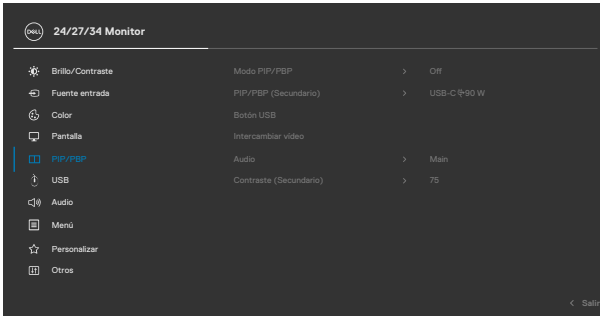 DELL 24/27/34 Monitor
Brillo/Contraste Modo PIP/PBP > Off
Fuente entrada PIP/PBP (Secundario) > USB-C 90 W
Color Botón USB
Pantalla Intercambiar vídeo
PIP/PBP Audio > Main
USB Contraste (Secundario) > 75
Audio
Menú
Personalizar
Otros
< Salir